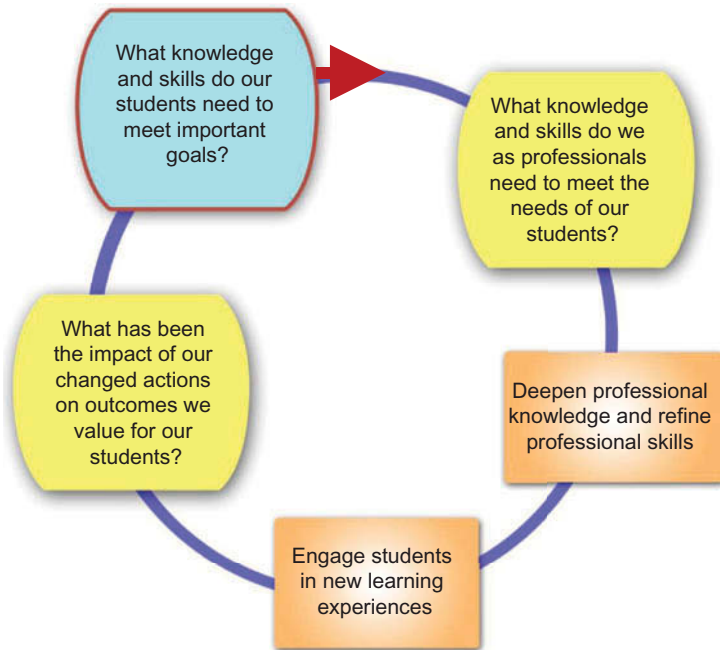 What knowledge
and skills do our
students need to
meet important
goals?
What knowledge
and skills do we
as professionals
need to meet the
needs of our
students?
Deepen professional
knowledge and refine
professional skills
Engage students
in new learning
experiences
What has been
the impact of our
changed actions
on outcomes we
value for our
students?